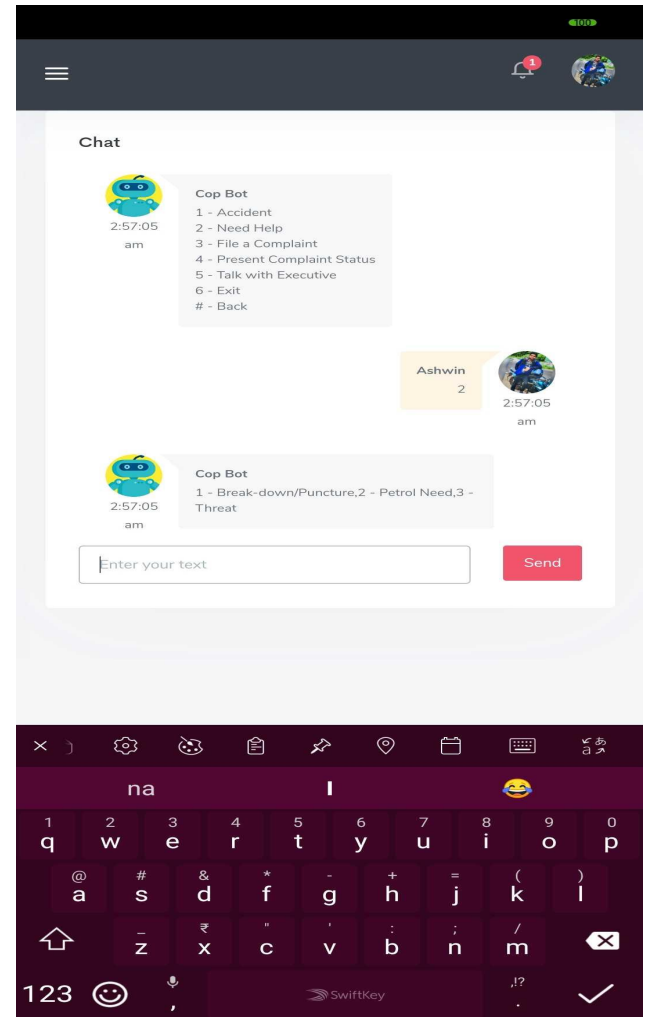 100
1
Chat
Cop Bot
1 - Accident
2 - Need Help
3 - File a Complaint
4 - Present Complaint Status
5 - Talk with Executive
6 - Exit
# - Back
2:57:05
am
Ashwin
2
2:57:05
am
Cop Bot
1 - Break-down/Puncture,2 - Petrol Need,3 -
Threat
2:57:05
am
Enter your text
Send
na I 😂
1 2 3 4 5 6 7 8 9 0
q w e r t y u i o p
@ # & * - + = ( )
a s d f g h j k l
_ ₹ " ' : ; /
z x c v b n m
123 , SwiftKey ,!? .